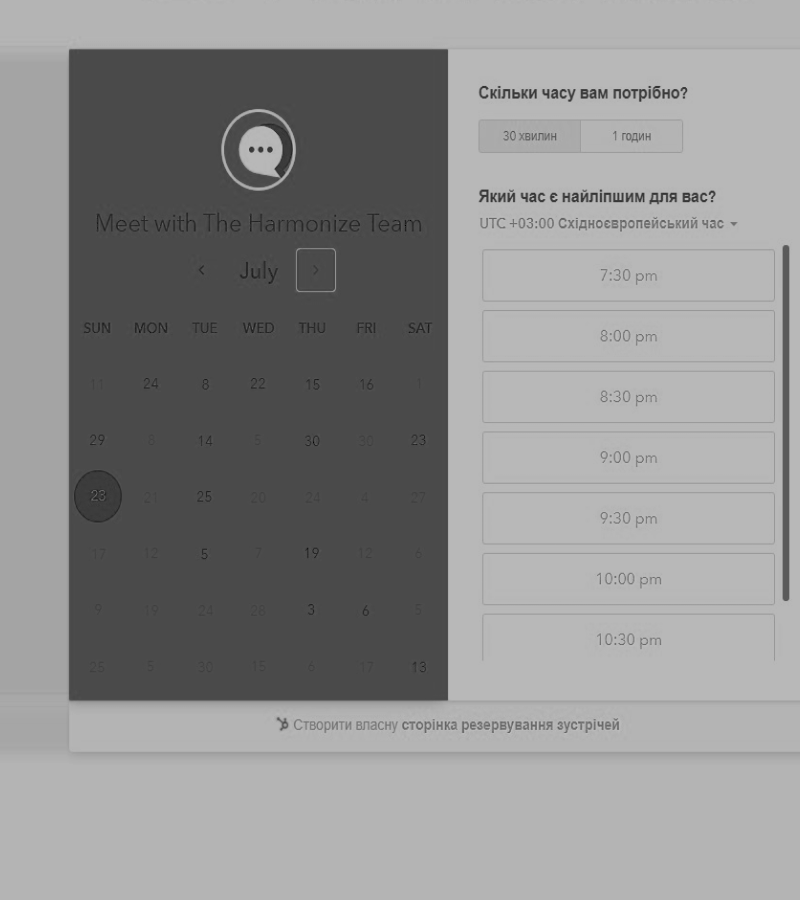 Meet with The Harmonize Team
July
SUN MON TUE WED THU FRI SAT
11 24 8 22 15 16 1
29 8 14 5 30 30 23
23 21 25 20 24 4 27
17 12 5 7 19 12 6
9 19 24 26 3 6 5
25 5 30 15 6 17 13
Скільки часу вам потрібно?
30 хвилин 1 годин
Який час є найліпшим для вас?
UTC +03:00 Східноєвропейський час
7:30 pm
8:00 pm
8:30 pm
9:00 pm
9:30 pm
10:00 pm
10:30 pm
Створити власну сторінка резервування зустрічей